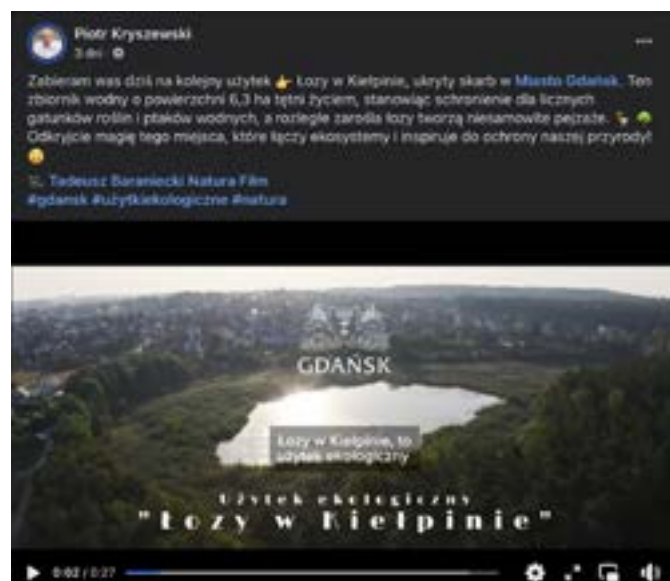 Piotr Kryszewski
3 dni
Zabieram was dziś na kolejny użytek 👉 Łozy w Kiełpinie, ukryty skarb w Miasto Gdańsk. Ten
zbiornik wodny o powierzchni 6,3 ha tętni życiem, stanowiąc schronienie dla licznych
gatunków roślin i ptaków wodnych, a rozległe zarośla łozy tworzą niesamowite pejzaże.
Odkryjcie magię tego miejsca, które łączy ekosystemy i inspiruje do ochrony naszej przyrody!
Tadeusz Baraniecki Natura Film
#gdansk #użytkiekologiczne #natura
GDAŃSK
Łozy w Kiełpinie, to
użytek ekologiczny
Użytek ekologiczny
"Łozy w Kiełpinie"
0:02 / 0:27